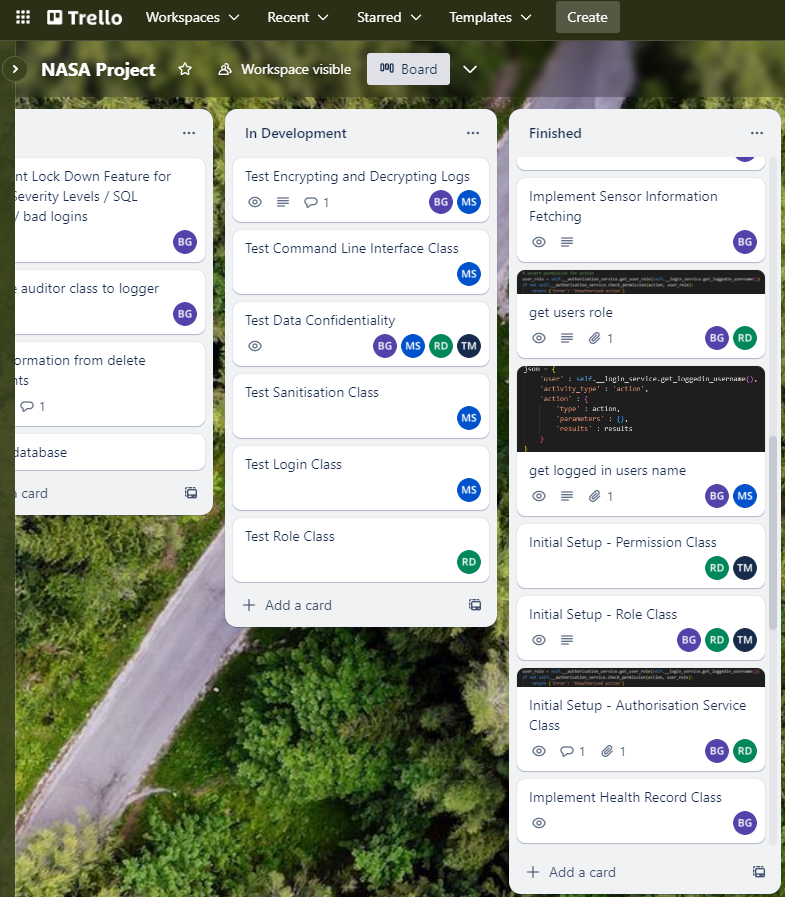 Trello
Workspaces
Recent
Starred
Templates
Create
NASA Project
Workspace visible
Board
nt Lock Down Feature for
Severity Levels / SQL
/ bad logins
BG
e auditor class to logger
BG
ormation from delete
nts
1
database
a card
In Development
Test Encrypting and Decrypting Logs
1
BG MS
Test Command Line Interface Class
MS
Test Data Confidentiality
BG MS RD TM
Test Sanitisation Class
MS
Test Login Class
MS
Test Role Class
RD
Add a card
Finished
Implement Sensor Information
Fetching
BG
user_role = self.__authorisation_service.get_user_role(self.__login_service.get_loggedin_username())
if not self.__authorisation_service.check_permission(action, user_role):
return {"Error": "Unauthorised action"}
get users role
1
BG RD
json = {
'user' : self.__login_service.get_loggedin_username(),
'activity_type' : 'action',
'action' : {
'type' : action,
'parameters' : {},
'results' : results
}
}
get logged in users name
1
BG MS
Initial Setup - Permission Class
RD TM
Initial Setup - Role Class
BG RD TM
user_role = self.__authorisation_service.get_user_role(self.__login_service.get_loggedin_username())
if not self.__authorisation_service.check_permission(action, user_role):
return {"Error": "Unauthorised action"}
Initial Setup - Authorisation Service
Class
1 1
BG RD
Implement Health Record Class
BG
Add a card